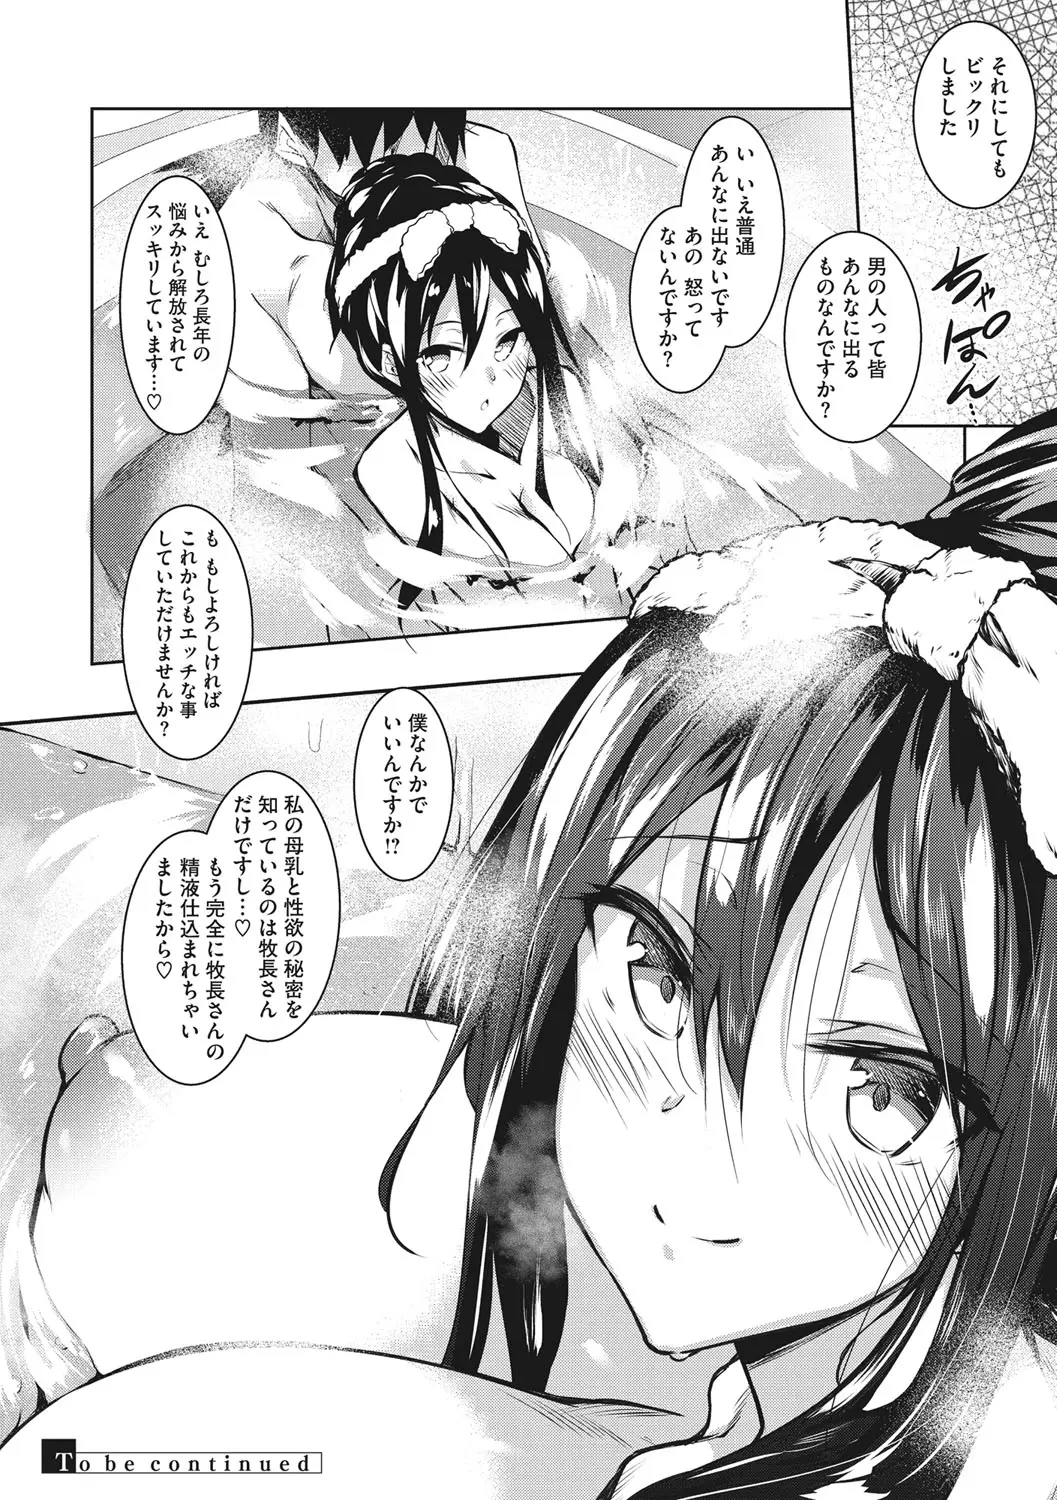 それにしても
ビックリ
しました
ちゃぽん…
男の人って皆
あんなに出る
ものなんですか?
い いえ普通
あんなに出ないです
あの 怒って
ないんですか?
いえ むしろ長年の
悩みから解放されて
スッキリしています…♡
も もしよろしければ
これからもエッチな事
していただけませんか?
僕なんかで
いいんですか!?
私の母乳と性欲の秘密を
知っているのは牧長さん
だけですし…♡
もう完全に牧長さんの
精液仕込まれちゃい
ましたから♡
To be continued